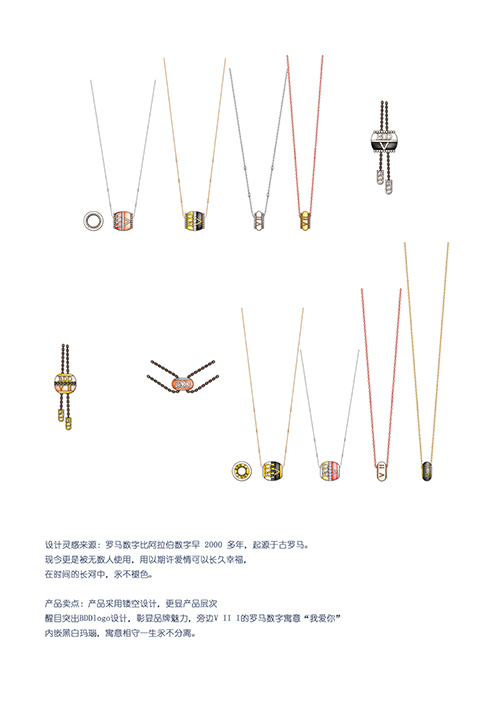 V
VII
VII
设计灵感来源：罗马数字比阿拉伯数字早 2000 多年，起源于古罗马。
现今更是被无数人使用，用以期许爱情可以长久幸福，
在时间的长河中，永不褪色。
产品卖点：产品采用镂空设计，更显产品层次
醒目突出BDDlogo设计，彰显品牌魅力，旁边V II I的罗马数字寓意“我爱你”
内嵌黑白玛瑙，寓意相守一生永不分离。